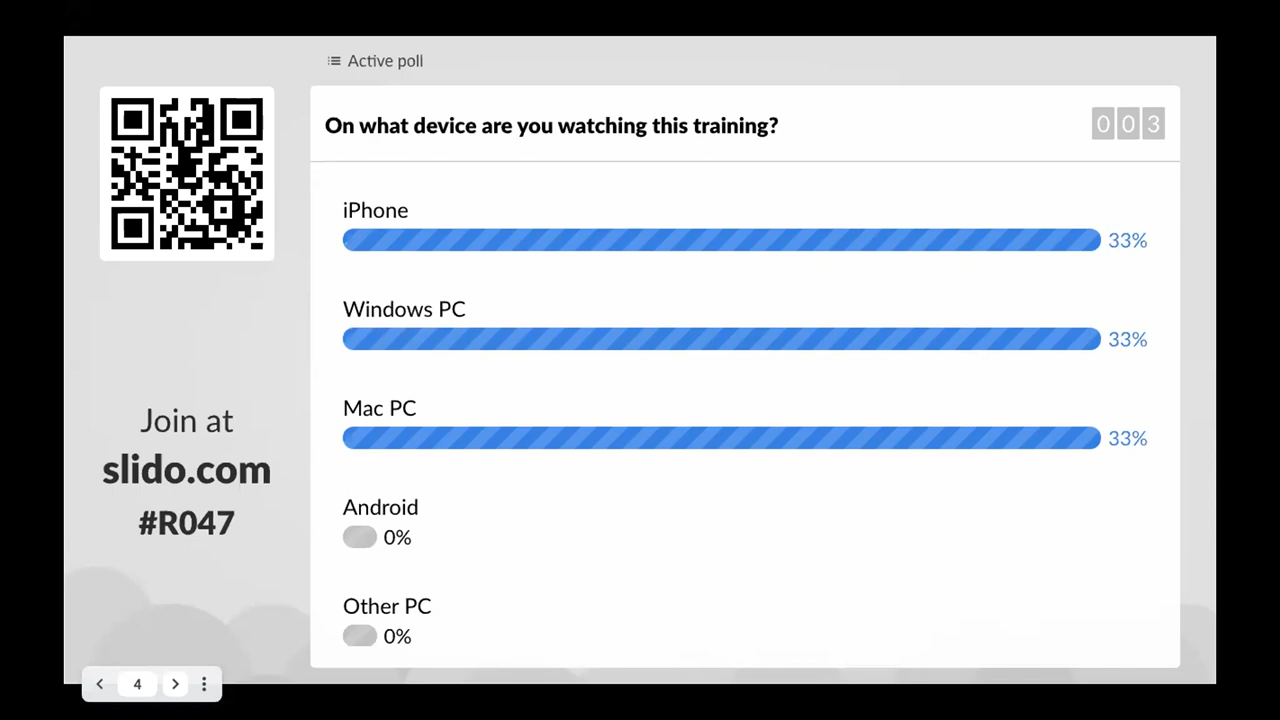 Active poll
On what device are you watching this training?
003
iPhone
33%
Windows PC
33%
Mac PC
33%
Android
0%
Other PC
0%
Join at
slido.com
#R047
4